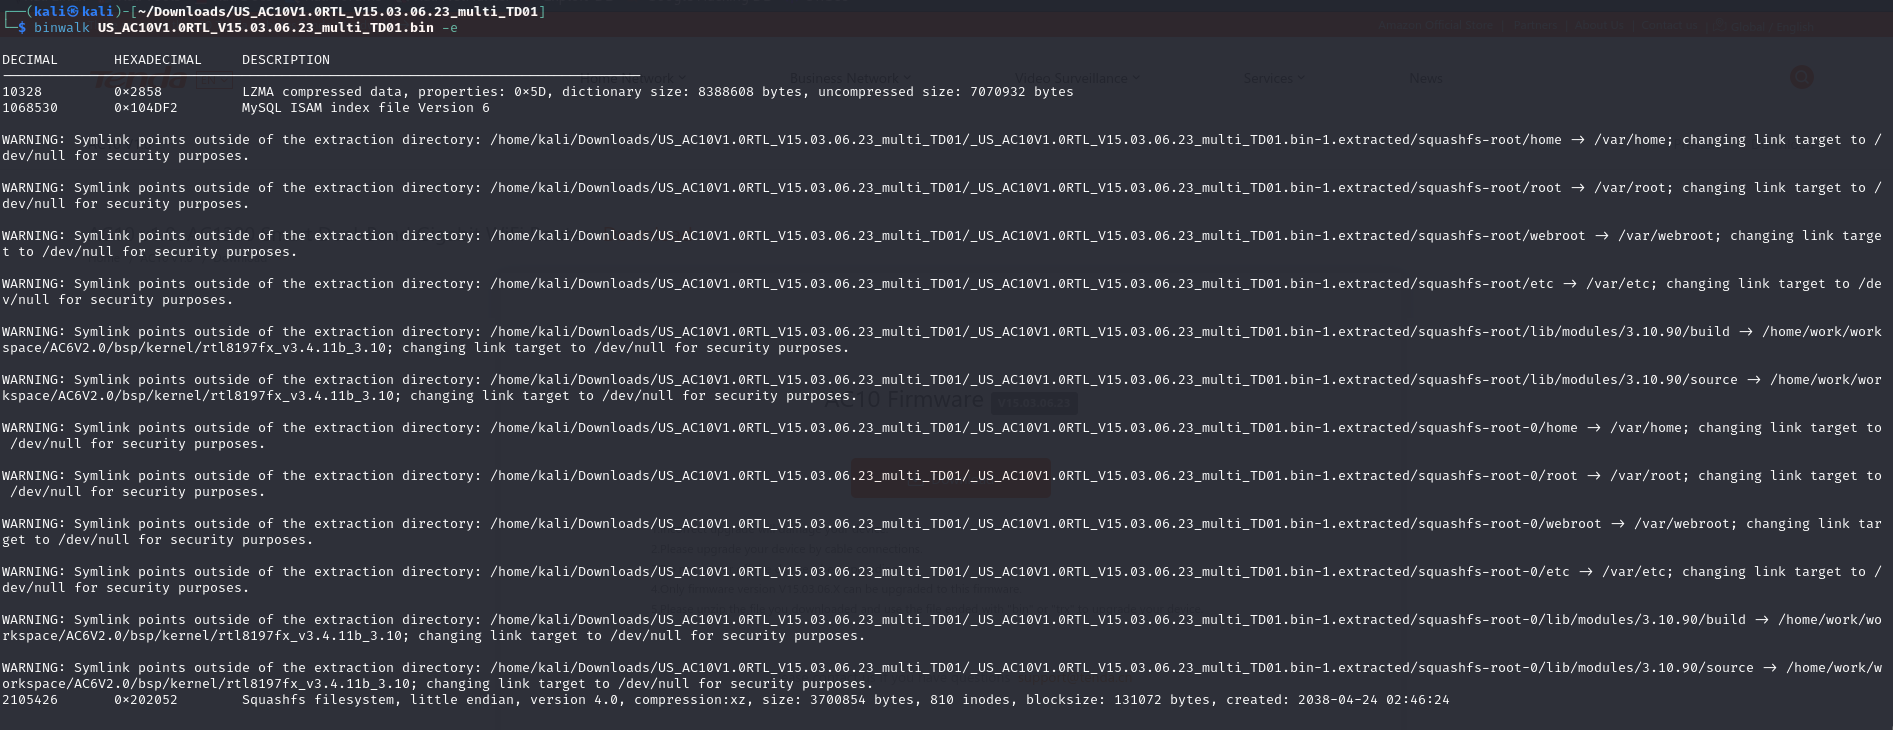 ┌──(kali㉿kali)-[~/Downloads/US_AC10V1.0RTL_V15.03.06.23_multi_TD01]
└─$ binwalk US_AC10V1.0RTL_V15.03.06.23_multi_TD01.bin -e
DECIMAL       HEXADECIMAL     DESCRIPTION
Home Network Business Network Video Surveillance Services News
10328         0×2858          LZMA compressed data, properties: 0×5D, dictionary size: 8388608 bytes, uncompressed size: 7070932 bytes
1068530       0×104DF2        MySQL ISAM index file Version 6
WARNING: Symlink points outside of the extraction directory: /home/kali/Downloads/US_AC10V1.0RTL_V15.03.06.23_multi_TD01/_US_AC10V1.0RTL_V15.03.06.23_multi_TD01.bin-1.extracted/squashfs-root/home → /var/home; changing link target to /
dev/null for security purposes.
WARNING: Symlink points outside of the extraction directory: /home/kali/Downloads/US_AC10V1.0RTL_V15.03.06.23_multi_TD01/_US_AC10V1.0RTL_V15.03.06.23_multi_TD01.bin-1.extracted/squashfs-root/root → /var/root; changing link target to /
dev/null for security purposes.
WARNING: Symlink points outside of the extraction directory: /home/kali/Downloads/US_AC10V1.0RTL_V15.03.06.23_multi_TD01/_US_AC10V1.0RTL_V15.03.06.23_multi_TD01.bin-1.extracted/squashfs-root/webroot → /var/webroot; changing link targe
t to /dev/null for security purposes.
WARNING: Symlink points outside of the extraction directory: /home/kali/Downloads/US_AC10V1.0RTL_V15.03.06.23_multi_TD01/_US_AC10V1.0RTL_V15.03.06.23_multi_TD01.bin-1.extracted/squashfs-root/etc → /var/etc; changing link target to /de
v/null for security purposes.
WARNING: Symlink points outside of the extraction directory: /home/kali/Downloads/US_AC10V1.0RTL_V15.03.06.23_multi_TD01/_US_AC10V1.0RTL_V15.03.06.23_multi_TD01.bin-1.extracted/squashfs-root/lib/modules/3.10.90/build → /home/work/work
space/AC6V2.0/bsp/kernel/rtl8197fx_v3.4.11b_3.10; changing link target to /dev/null for security purposes.
WARNING: Symlink points outside of the extraction directory: /home/kali/Downloads/US_AC10V1.0RTL_V15.03.06.23_multi_TD01/_US_AC10V1.0RTL_V15.03.06.23_multi_TD01.bin-1.extracted/squashfs-root/lib/modules/3.10.90/source → /home/work/wor
kspace/AC6V2.0/bsp/kernel/rtl8197fx_v3.4.11b_3.10; changing link target to /dev/null for security purposes.
AC10 Firmware V15.03.06.23
WARNING: Symlink points outside of the extraction directory: /home/kali/Downloads/US_AC10V1.0RTL_V15.03.06.23_multi_TD01/_US_AC10V1.0RTL_V15.03.06.23_multi_TD01.bin-1.extracted/squashfs-root-0/home → /var/home; changing link target to
 /dev/null for security purposes.
WARNING: Symlink points outside of the extraction directory: /home/kali/Downloads/US_AC10V1.0RTL_V15.03.06.23_multi_TD01/_US_AC10V1.0RTL_V15.03.06.23_multi_TD01.bin-1.extracted/squashfs-root-0/root → /var/root; changing link target to
 /dev/null for security purposes.
WARNING: Symlink points outside of the extraction directory: /home/kali/Downloads/US_AC10V1.0RTL_V15.03.06.23_multi_TD01/_US_AC10V1.0RTL_V15.03.06.23_multi_TD01.bin-1.extracted/squashfs-root-0/webroot → /var/webroot; changing link tar
get to /dev/null for security purposes.
WARNING: Symlink points outside of the extraction directory: /home/kali/Downloads/US_AC10V1.0RTL_V15.03.06.23_multi_TD01/_US_AC10V1.0RTL_V15.03.06.23_multi_TD01.bin-1.extracted/squashfs-root-0/etc → /var/etc; changing link target to /
dev/null for security purposes.
WARNING: Symlink points outside of the extraction directory: /home/kali/Downloads/US_AC10V1.0RTL_V15.03.06.23_multi_TD01/_US_AC10V1.0RTL_V15.03.06.23_multi_TD01.bin-1.extracted/squashfs-root-0/lib/modules/3.10.90/build → /home/work/wo
rkspace/AC6V2.0/bsp/kernel/rtl8197fx_v3.4.11b_3.10; changing link target to /dev/null for security purposes.
WARNING: Symlink points outside of the extraction directory: /home/kali/Downloads/US_AC10V1.0RTL_V15.03.06.23_multi_TD01/_US_AC10V1.0RTL_V15.03.06.23_multi_TD01.bin-1.extracted/squashfs-root-0/lib/modules/3.10.90/source → /home/work/w
orkspace/AC6V2.0/bsp/kernel/rtl8197fx_v3.4.11b_3.10; changing link target to /dev/null for security purposes.
2105426       0×202052        Squashfs filesystem, little endian, version 4.0, compression:xz, size: 3700854 bytes, 810 inodes, blocksize: 131072 bytes, created: 2038-04-24 02:46:24